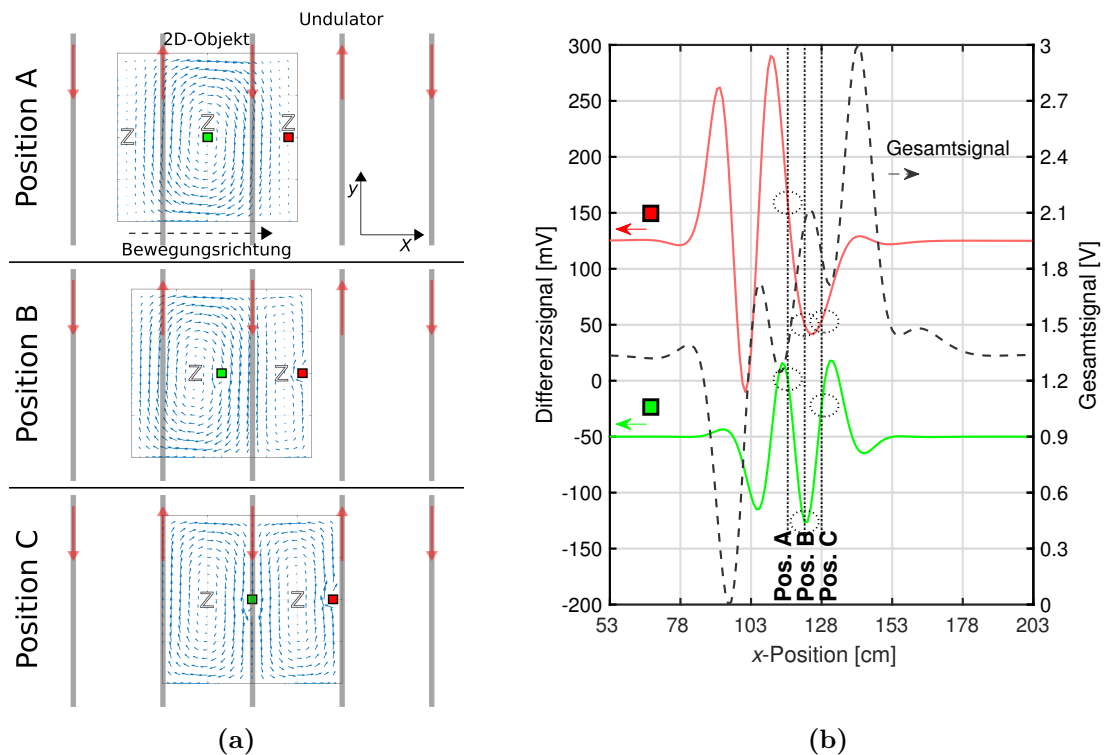 Undulator
2D-Objekt
Position A
Z
Z
Z
y
x
Bewegungsrichtung
Position B
Z
Z
Position C
Z
Z
(a)
300
250
200
150
100
50
0
-50
-100
-150
-200
Differenzsignal [mV]
3
2.7
2.4
2.1
1.8
1.5
1.2
0.9
0.6
0.3
0
Gesamtsignal [V]
Gesamtsignal
Pos. A
Pos. B
Pos. C
53 78 103 128 153 178 203
x-Position [cm]
(b)